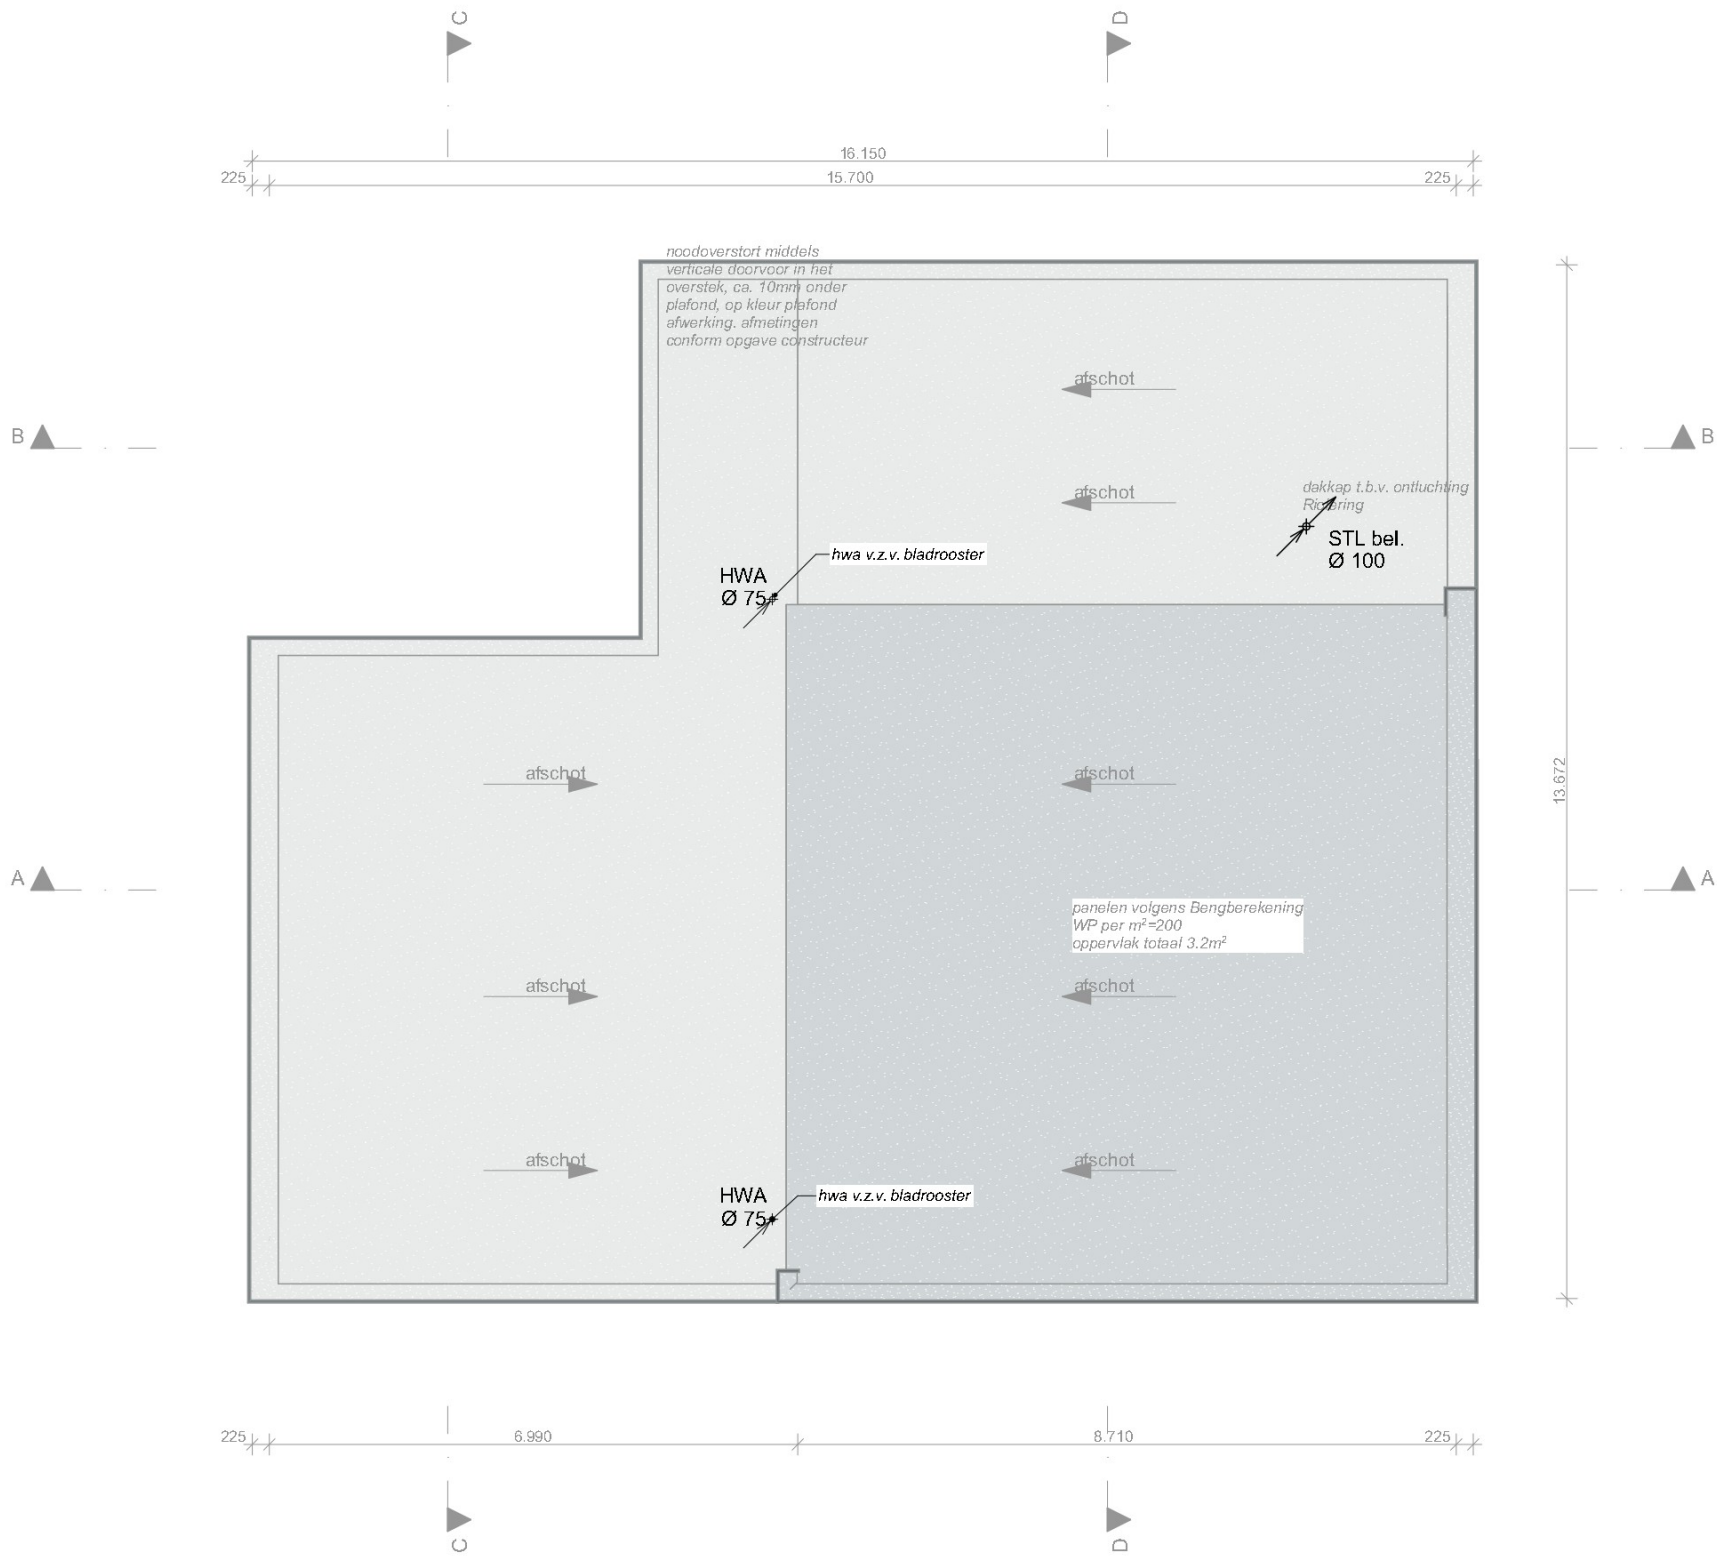 C
D
16.150
225
15.700
225
noodoverstort middels
verticale doorvoor in het
overstek, ca. 10mm onder
plafond, op kleur plafond
afwerking. afmetingen
conform opgave constructeur
afschot
B
B
afschot
dakkap t.b.v. ontluchting
Riolering
STL bel.
Ø 100
hwa v.z.v. bladrooster
HWA
Ø 75
afschot
afschot
13.672
A
A
panelen volgens Bengberekening
WP per m²=200
oppervlak totaal 3.2m²
afschot
afschot
afschot
afschot
HWA
Ø 75
hwa v.z.v. bladrooster
225
6.990
8.710
225
C
D